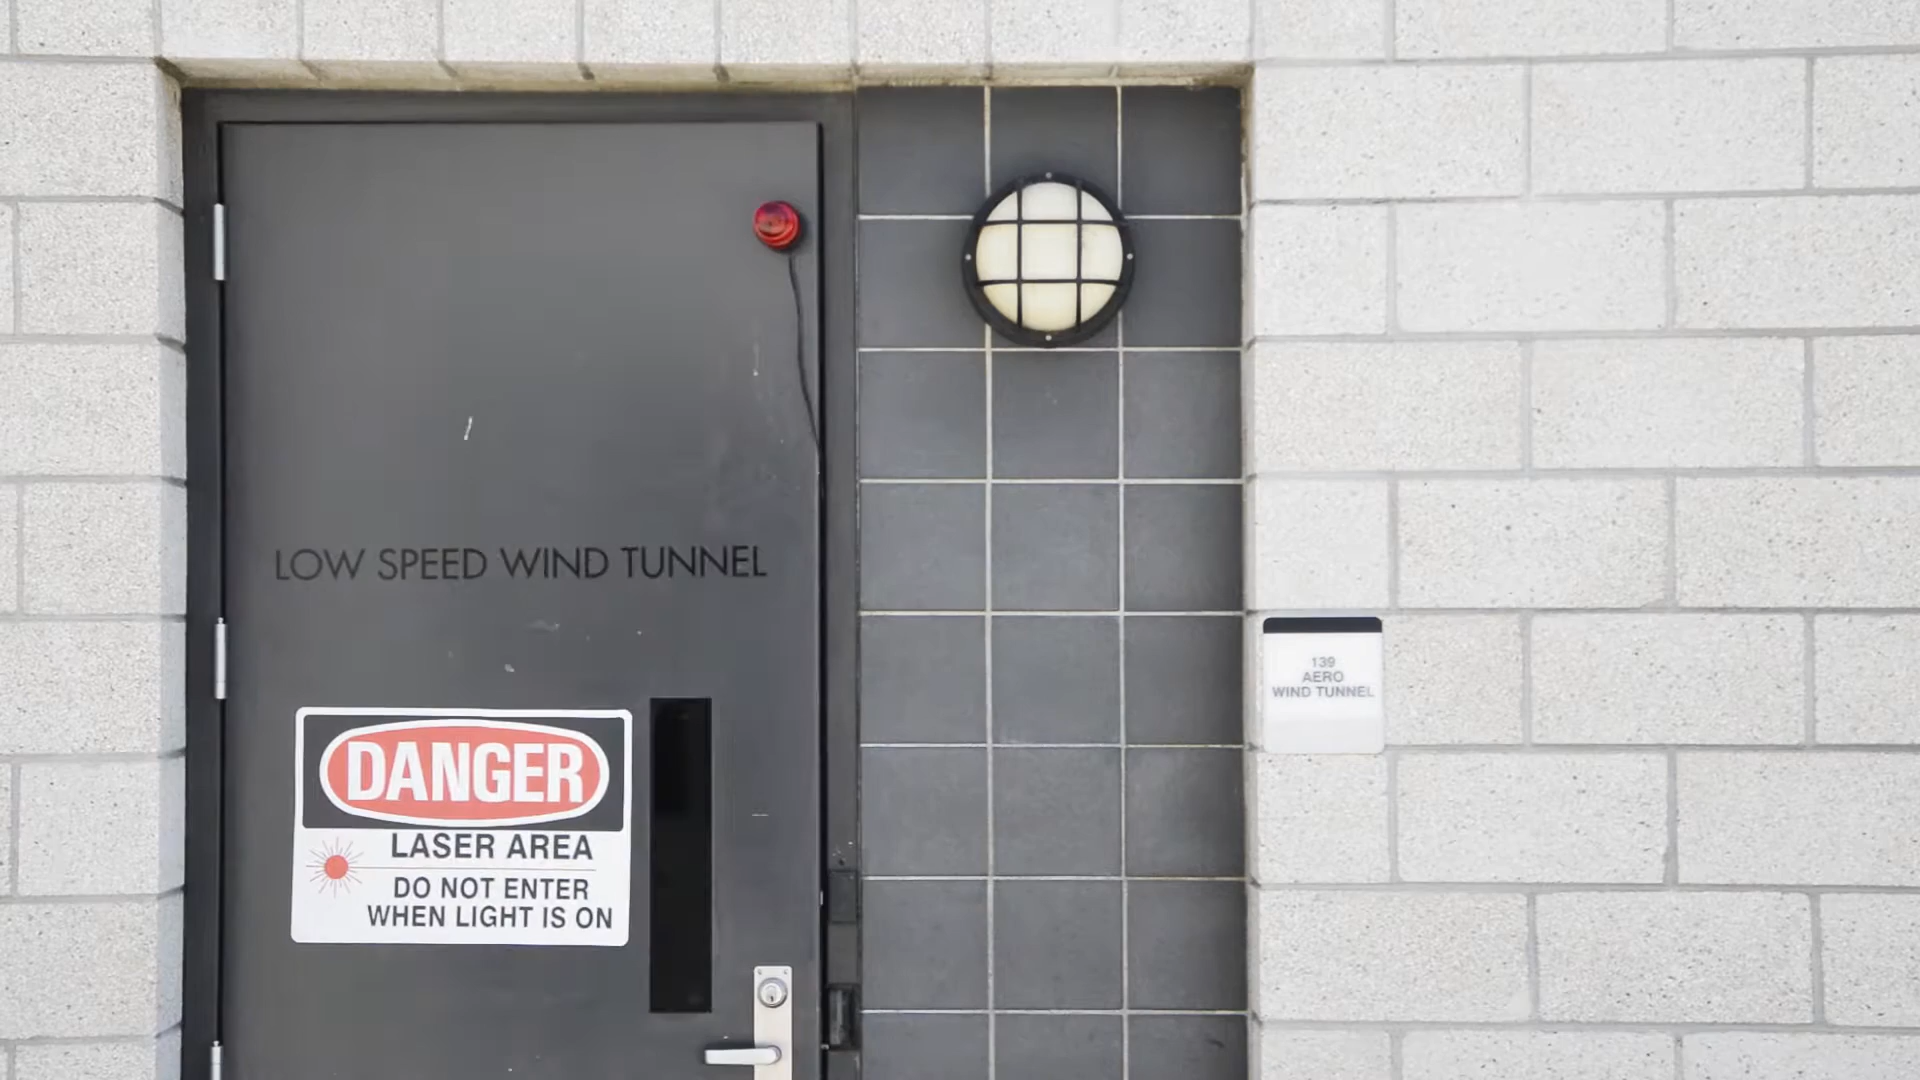 LOW SPEED WIND TUNNEL
DANGER
LASER AREA
DO NOT ENTER
WHEN LIGHT IS ON
139
AERO
WIND TUNNEL